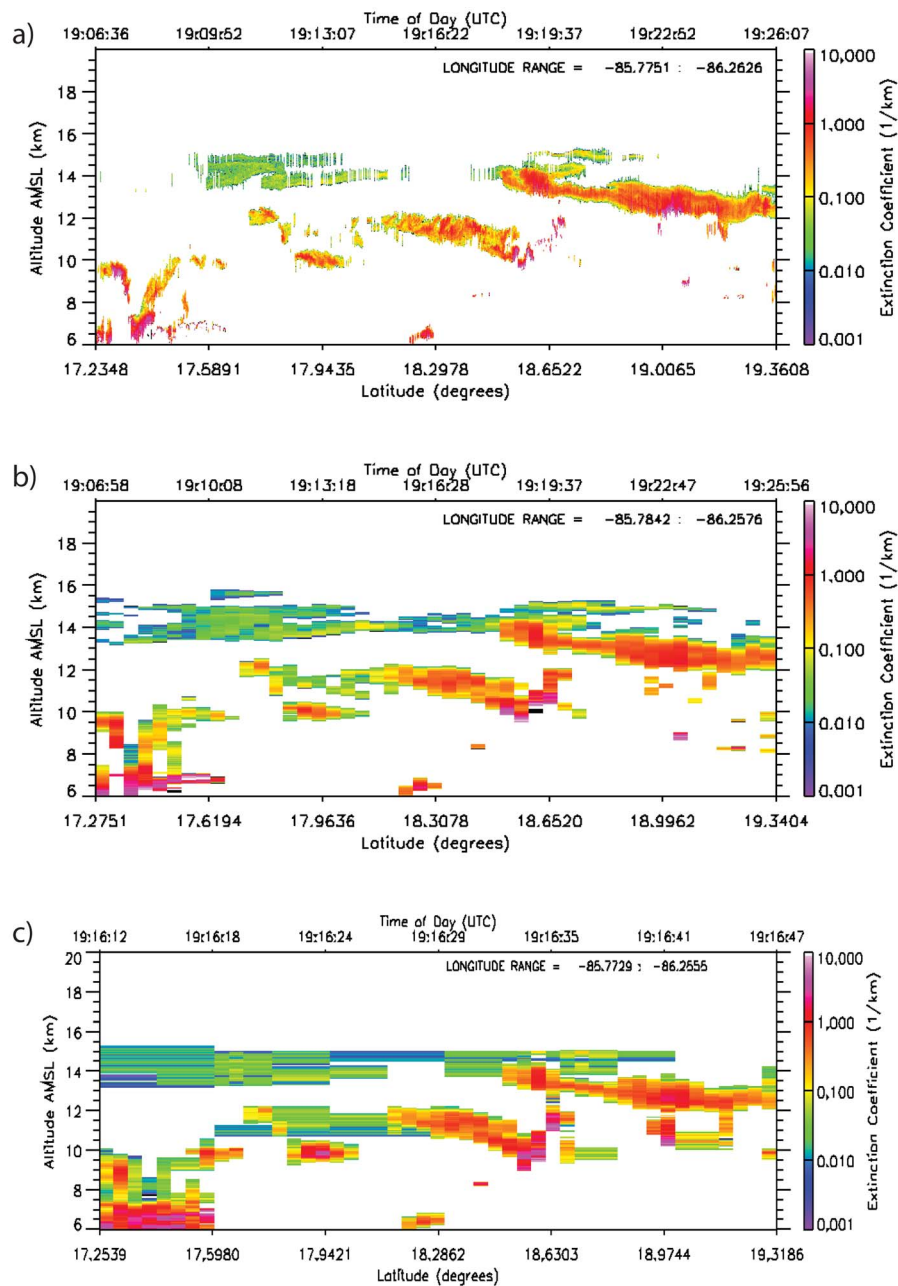 a)
Time of Day (UTC)
19:06:36 19:09:52 19:13:07 19:16:22 19:19:37 19:22:52 19:26:07
LONGITUDE RANGE = -85.7751 : -86.2626
Altitude AMSL (km)
18
16
14
12
10
8
6
17.2348 17.5891 17.9435 18.2978 18.6522 19.0065 19.3608
Latitude (degrees)
10,000
1.000
0.100
0.010
0.001
Extinction Coefficient (1/km)
b)
Time of Day (UTC)
19:06:58 19:10:08 19:13:18 19:16:28 19:19:37 19:22:47 19:25:56
LONGITUDE RANGE = -85.7842 : -86.2576
Altitude AMSL (km)
18
16
14
12
10
8
6
17.2751 17.6194 17.9636 18.3078 18.6520 18.9962 19.3404
Latitude (degrees)
10,000
1.000
0.100
0.010
0.001
Extinction Coefficient (1/km)
c)
Time of Day (UTC)
19:16:12 19:16:18 19:16:24 19:16:29 19:16:35 19:16:41 19:16:47
LONGITUDE RANGE = -85.7729 : -86.2555
Altitude AMSL (km)
20
18
16
14
12
10
8
6
17.2539 17.5980 17.9421 18.2862 18.6303 18.9744 19.3186
Latitude (degrees)
10.000
1.000
0.100
0.010
0.001
Extinction Coefficient (1/km)